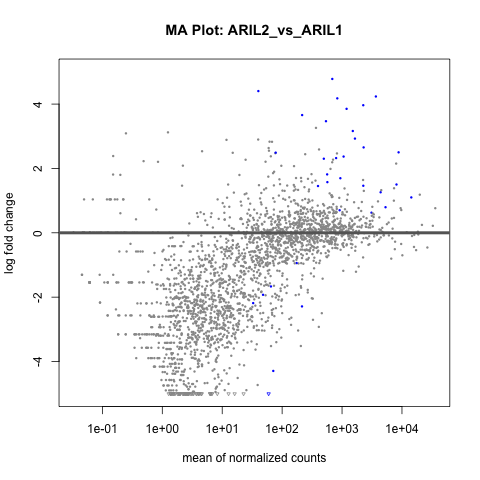 MA Plot: ARIL2_vs_ARIL1
log fold change
4
2
0
-2
-4
1e-01 1e+00 1e+01 1e+02 1e+03 1e+04
mean of normalized counts